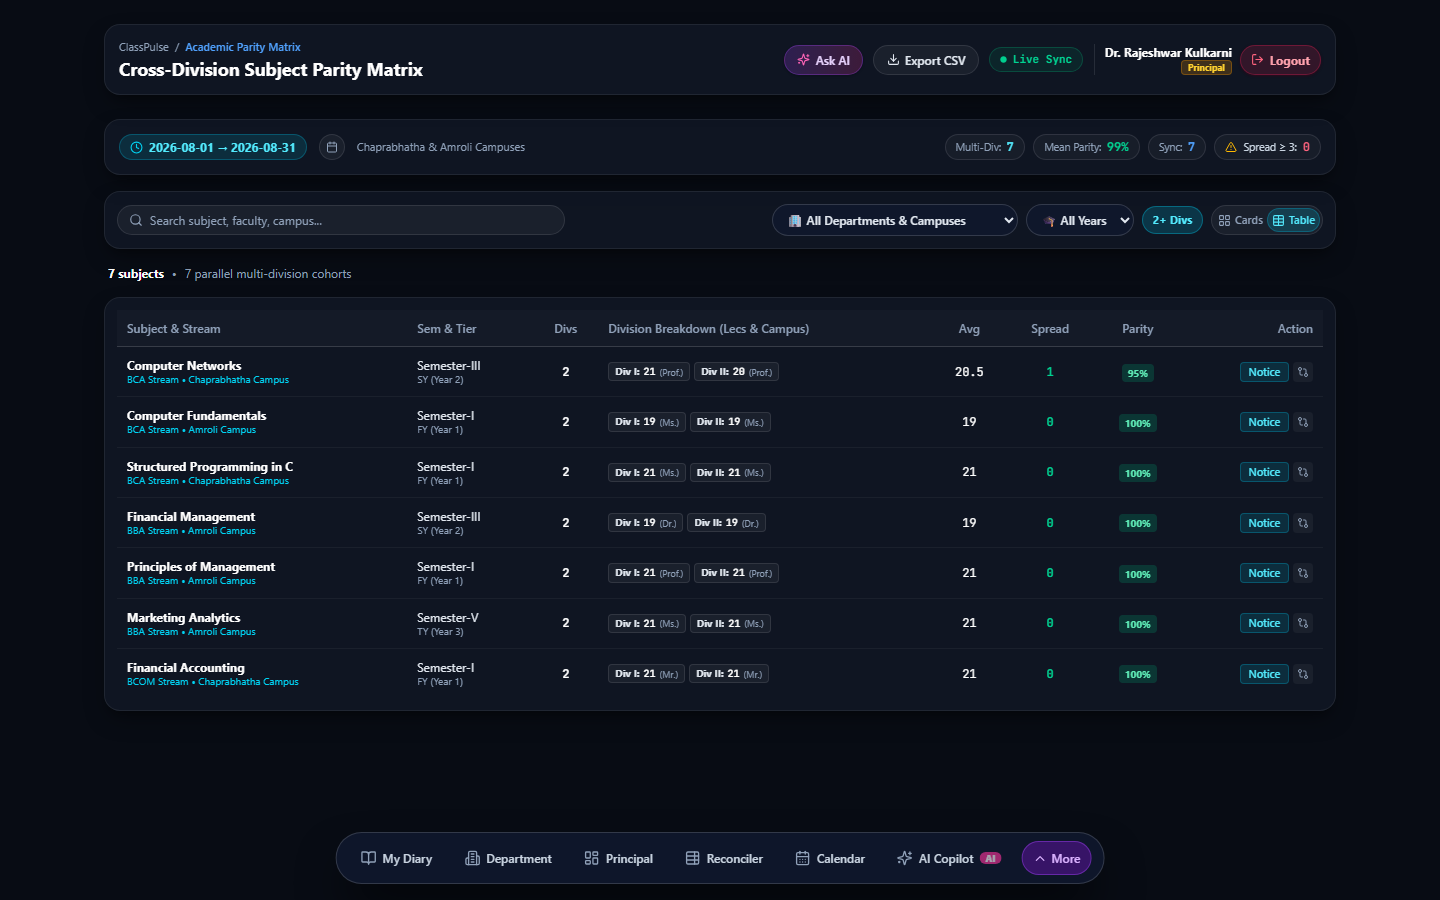 ClassPulse / Academic Parity Matrix
Cross-Division Subject Parity Matrix
Ask AI
Export CSV
Live Sync
Dr. Rajeshwar Kulkarni
Principal
Logout
2026-08-01 → 2026-08-31
Chaprabhatha & Amroli Campuses
Multi-Div: 7
Mean Parity: 99%
Sync: 7
Spread ≥ 3: 0
Search subject, faculty, campus...
All Departments & Campuses
All Years
2+ Divs
Cards
Table
7 subjects • 7 parallel multi-division cohorts
Subject & Stream Sem & Tier Divs Division Breakdown (Lecs & Campus) Avg Spread Parity Action
Computer Networks Semester-III 2 Div I: 21 (Prof.) Div II: 20 (Prof.) 20.5 1 95% Notice
BCA Stream • Chaprabhatha Campus SY (Year 2)
Computer Fundamentals Semester-I 2 Div I: 19 (Ms.) Div II: 19 (Ms.) 19 0 100% Notice
BCA Stream • Amroli Campus FY (Year 1)
Structured Programming in C Semester-I 2 Div I: 21 (Ms.) Div II: 21 (Ms.) 21 0 100% Notice
BCA Stream • Chaprabhatha Campus FY (Year 1)
Financial Management Semester-III 2 Div I: 19 (Dr.) Div II: 19 (Dr.) 19 0 100% Notice
BBA Stream • Amroli Campus SY (Year 2)
Principles of Management Semester-I 2 Div I: 21 (Prof.) Div II: 21 (Prof.) 21 0 100% Notice
BBA Stream • Amroli Campus FY (Year 1)
Marketing Analytics Semester-V 2 Div I: 21 (Ms.) Div II: 21 (Ms.) 21 0 100% Notice
BBA Stream • Amroli Campus TY (Year 3)
Financial Accounting Semester-I 2 Div I: 21 (Mr.) Div II: 21 (Mr.) 21 0 100% Notice
BCOM Stream • Chaprabhatha Campus FY (Year 1)
My Diary
Department
Principal
Reconciler
Calendar
AI Copilot AI
More